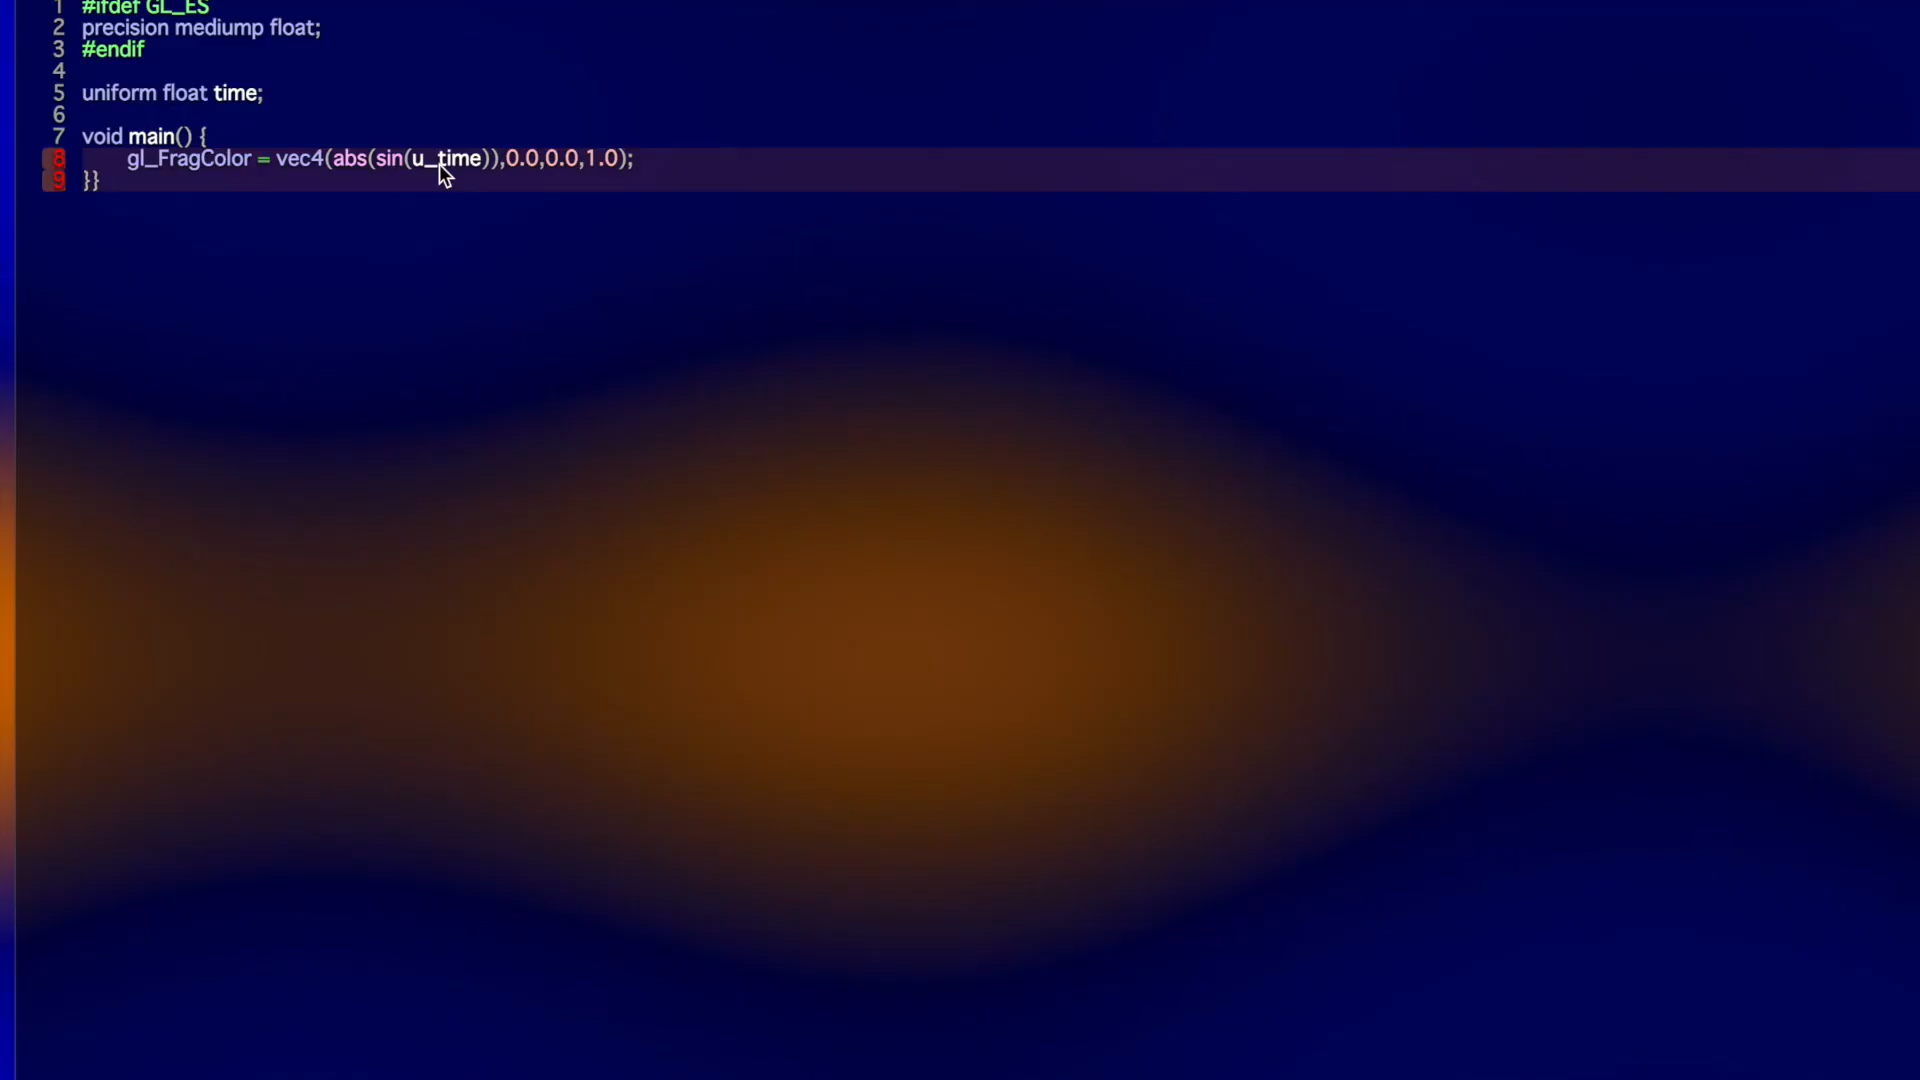 1 #ifdef GL_ES
2 precision mediump float;
3 #endif
4
5 uniform float time;
6
7 void main() {
8 gl_FragColor = vec4(abs(sin(u_time)),0.0,0.0,1.0);
9 }}